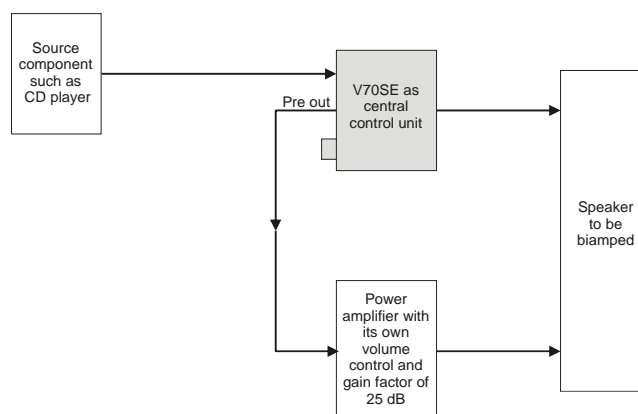 Source
component
such as
CD player
Pre out
V70SE as
central
control unit
Speaker
to be
biamped
Power
amplifier with
its own
volume
control and
gain factor of
25 dB